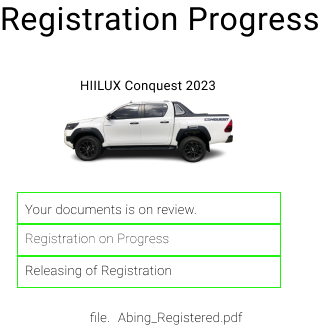 Registration Progress
HIILUX Conquest 2023
CONQUEST
Your documents is on review.
Registration on Progress
Releasing of Registration
file. Abing_Registered.pdf